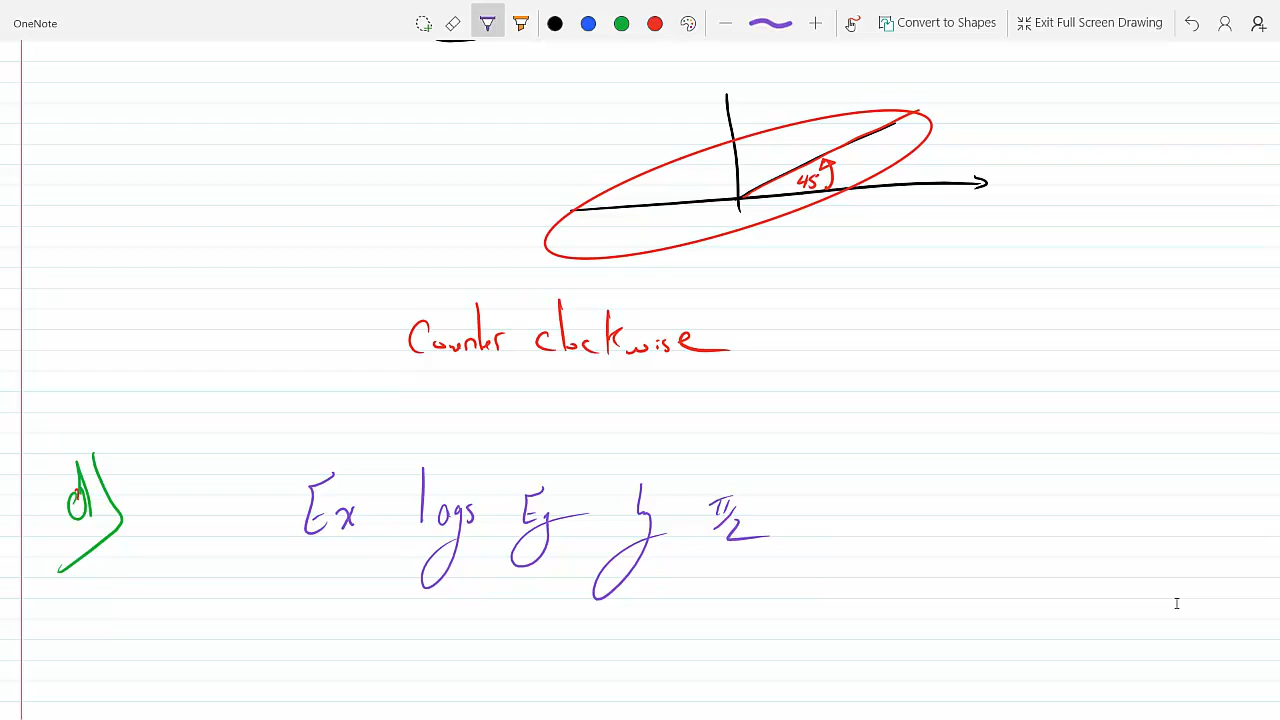 OneNote
Convert to Shapes
Exit Full Screen Drawing
45°
Counter clockwise
d) Ex lags Ey by π/2